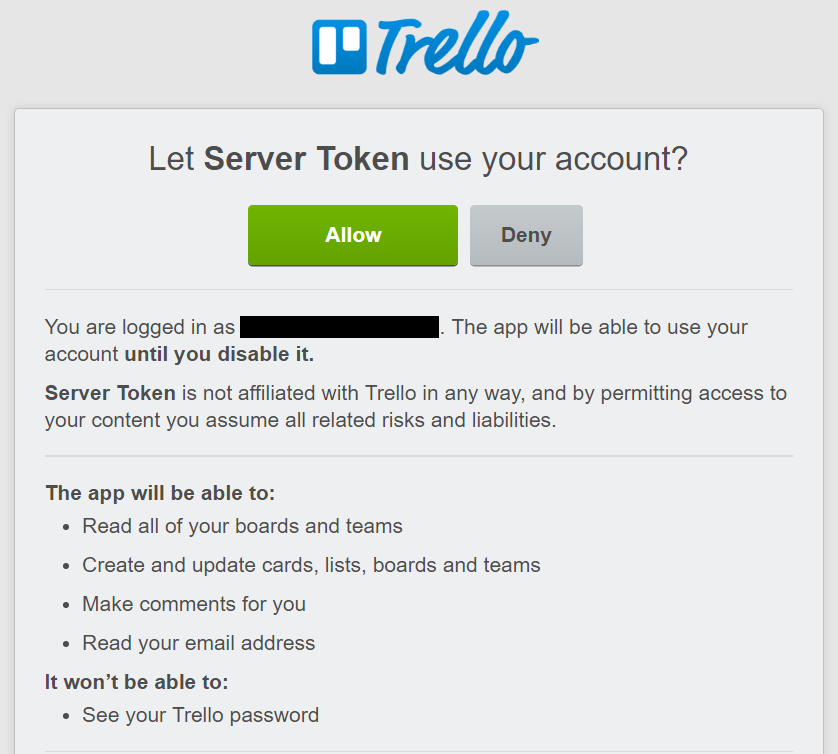 Trello
Let Server Token use your account?
Allow
Deny
You are logged in as . The app will be able to use your
account until you disable it.
Server Token is not affiliated with Trello in any way, and by permitting access to
your content you assume all related risks and liabilities.
The app will be able to:
• Read all of your boards and teams
• Create and update cards, lists, boards and teams
• Make comments for you
• Read your email address
It won’t be able to:
• See your Trello password